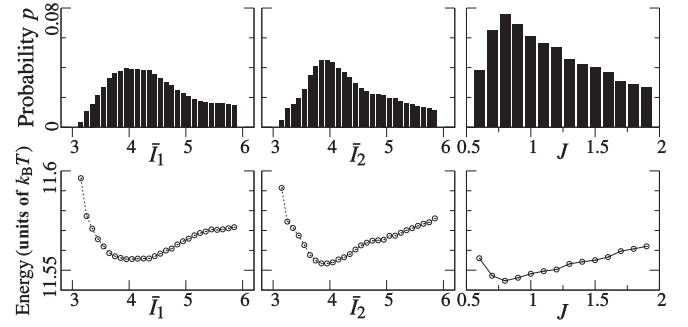 Probability p
0.08
0
3 4 5 6
Ī₁
3 4 5 6
Ī₂
0.5 1 1.5 2
J
Energy (units of k_BT)
11.6
11.55
3 4 5 6
Ī₁
3 4 5 6
Ī₂
0.5 1 1.5 2
J